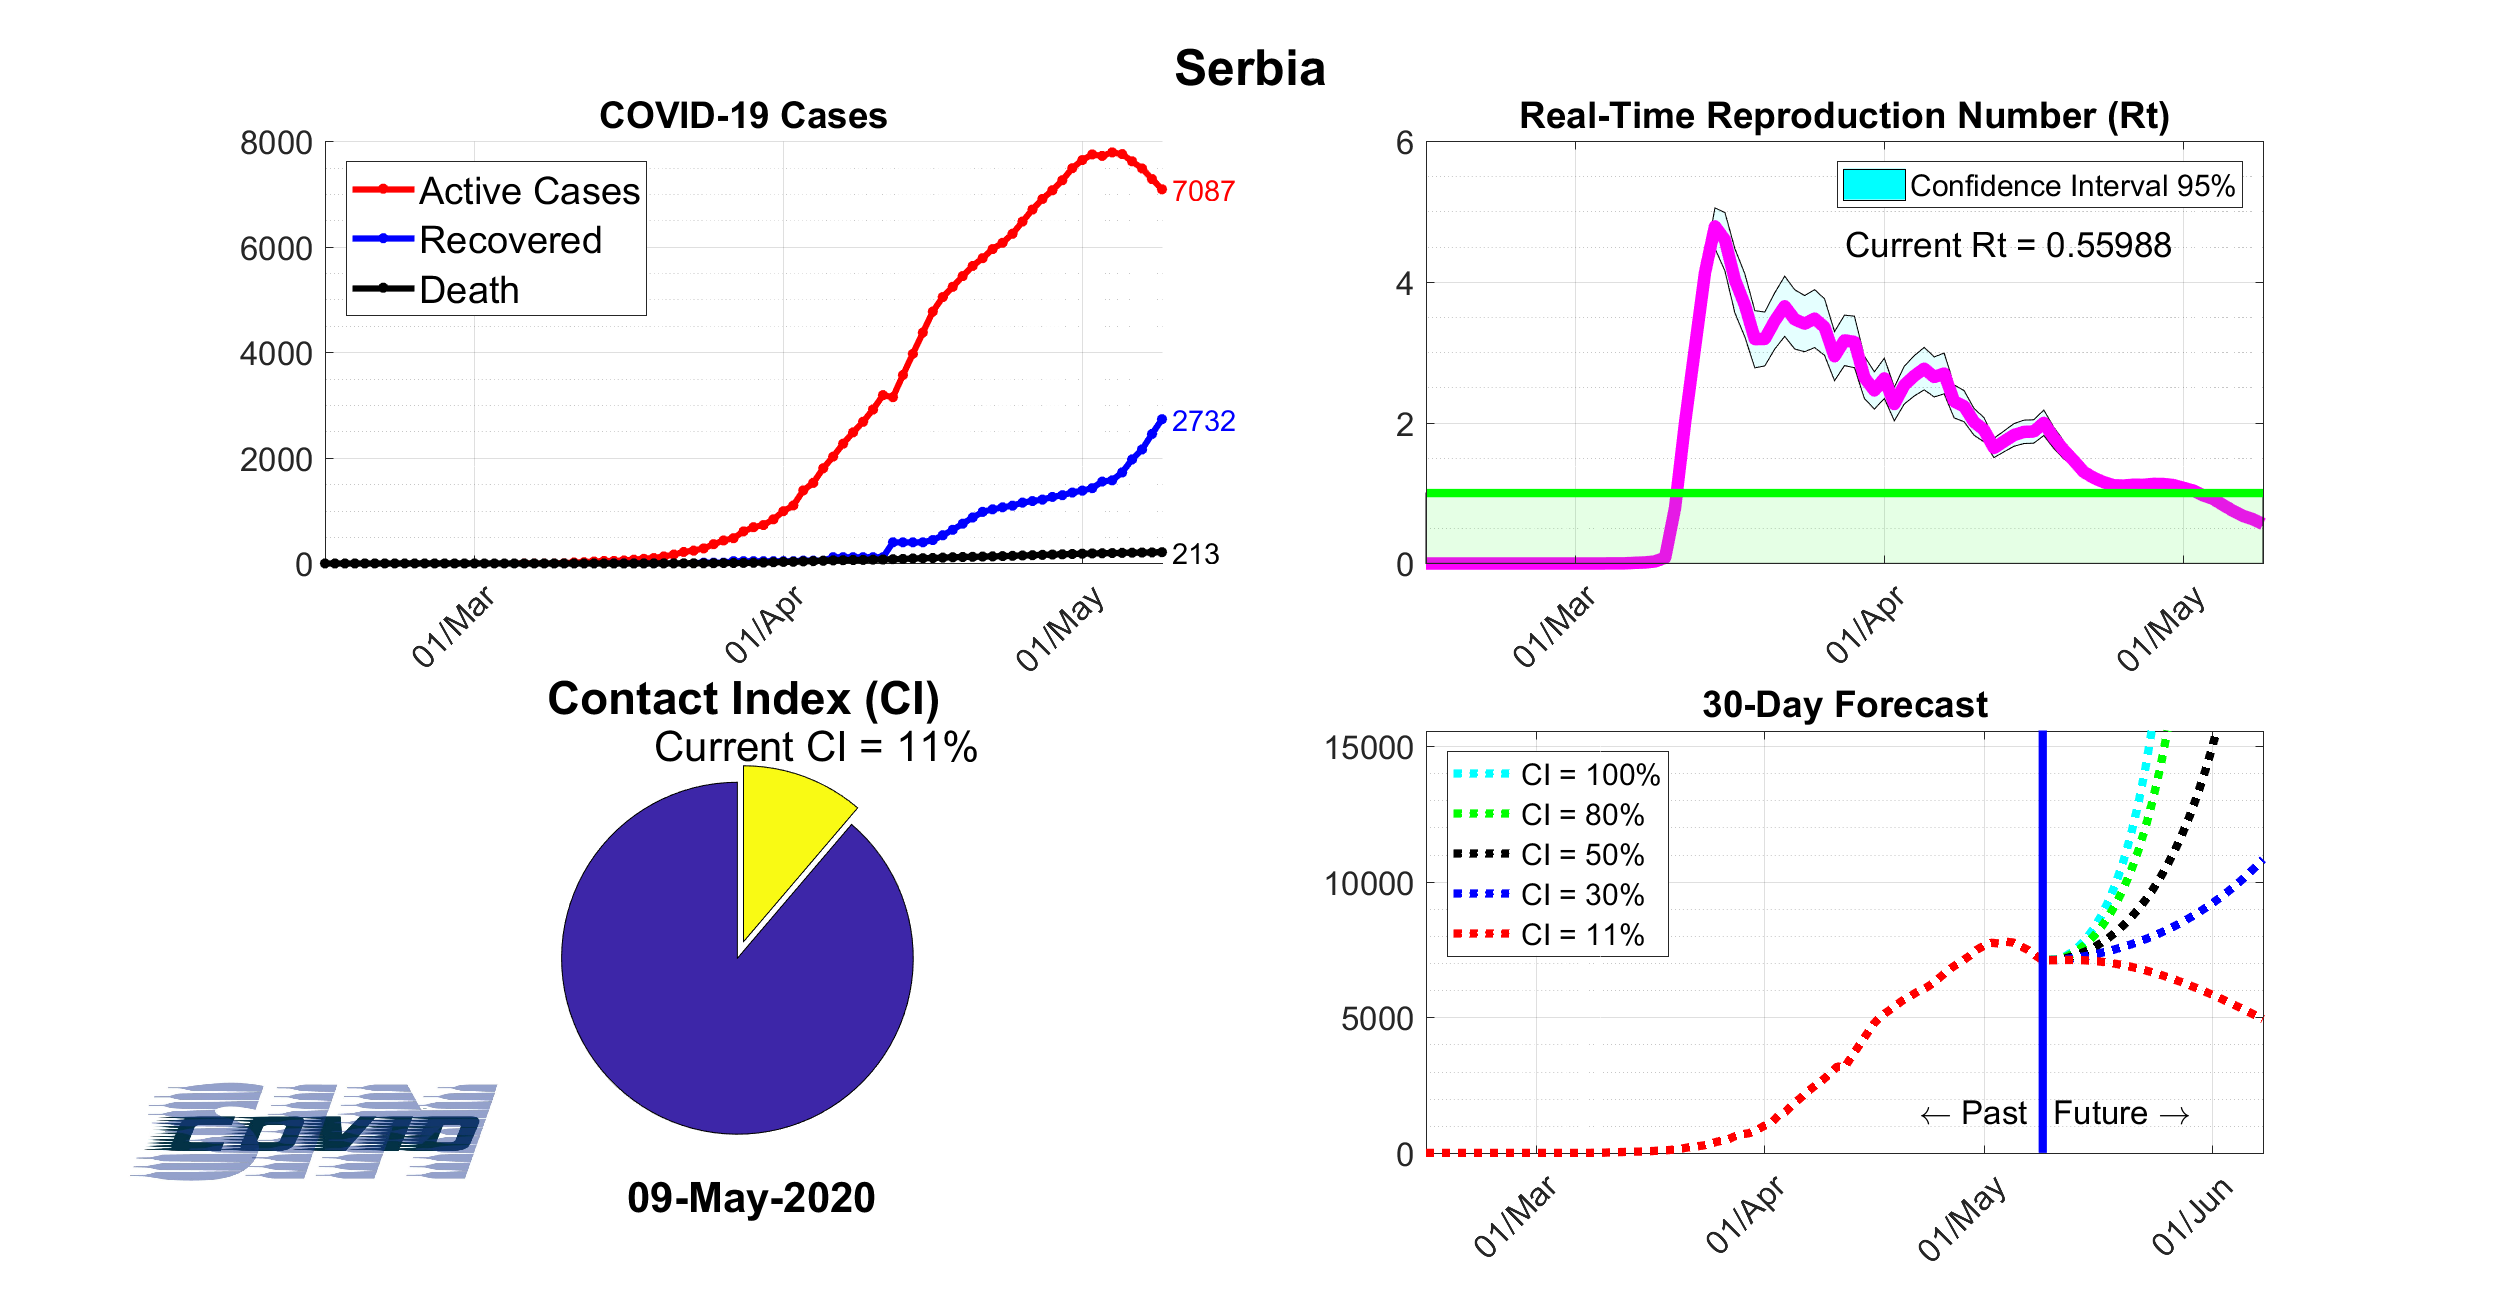 Serbia
COVID-19 Cases
8000
6000
4000
2000
0
Active Cases
Recovered
Death
7087
2732
213
01/Mar
01/Apr
01/May
Real-Time Reproduction Number (Rt)
6
4
2
0
Confidence Interval 95%
Current Rt = 0.55988
01/Mar
01/Apr
01/May
Contact Index (CI)
Current CI = 11%
30-Day Forecast
15000
10000
5000
0
CI = 100%
CI = 80%
CI = 50%
CI = 30%
CI = 11%
← Past
Future →
01/Mar
01/Apr
01/May
01/Jun
SIM
COVID
09-May-2020